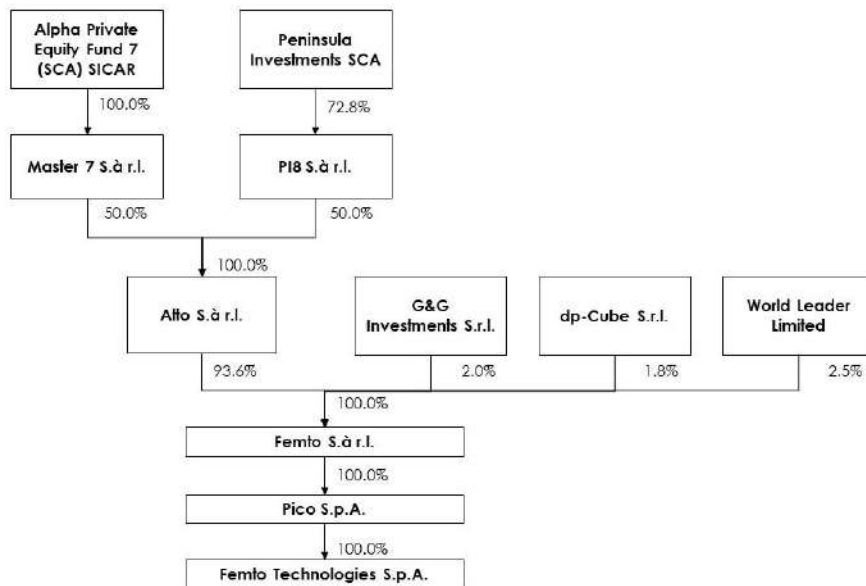 Alpha Private
Equity Fund 7
(SCA) SICAR
Peninsula
Investments SCA
100.0%
72.8%
Master 7 S.à r.l.
PI8 S.à r.l.
50.0%
50.0%
100.0%
Atto S.à r.l.
G&G
Investments S.r.l.
dp-Cube S.r.l.
World Leader
Limited
93.6%
2.0%
1.8%
2.5%
100.0%
Femto S.à r.l.
100.0%
Pico S.p.A.
100.0%
Femto Technologies S.p.A.